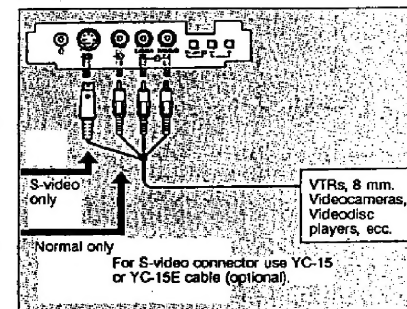 S-video
only
Normal only
VTRs, 8 mm.
Videocameras,
Videodisc
players, ecc.
For S-video connector use YC-15
or YC-15E cable (optional).